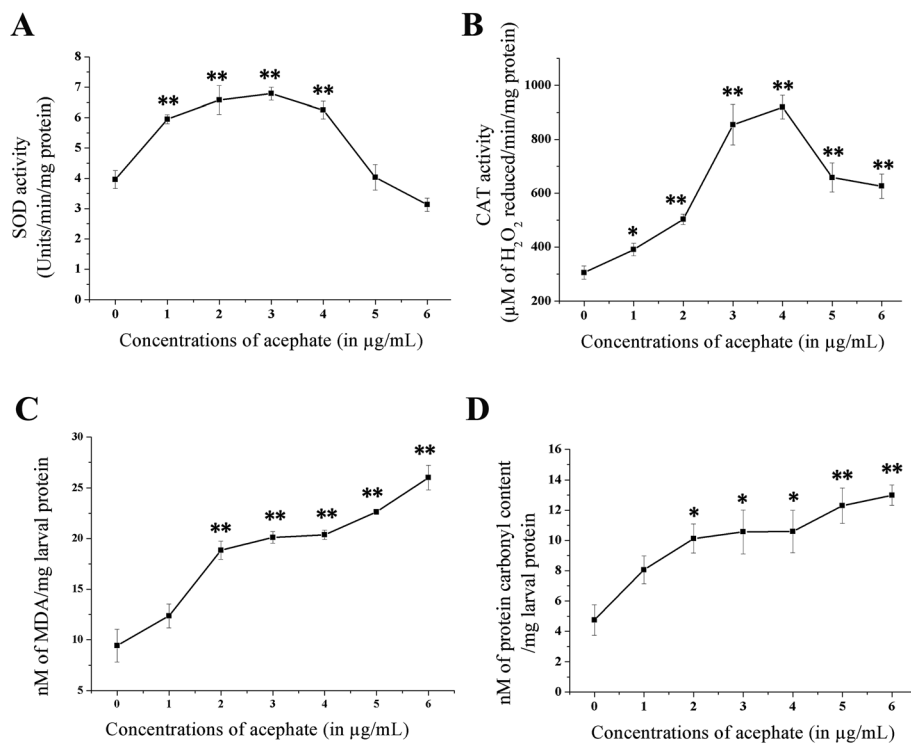 A
SOD activity
(Units/min/mg protein)
8
7
6
5
4
3
2
1
0
** ** ** **
0 1 2 3 4 5 6
Concentrations of acephate (in µg/mL)
B
CAT activity
(µM of H₂O₂ reduced/min/mg protein)
1000
800
600
400
200
* ** ** ** ** **
0 1 2 3 4 5 6
Concentrations of acephate (in µg/mL)
C
nM of MDA/mg larval protein
30
25
20
15
10
5
** ** ** ** **
0 1 2 3 4 5 6
Concentrations of acephate (in µg/mL)
D
nM of protein carbonyl content
/mg larval protein
16
14
12
10
8
6
4
2
0
* * * ** **
0 1 2 3 4 5 6
Concentrations of acephate (in µg/mL)